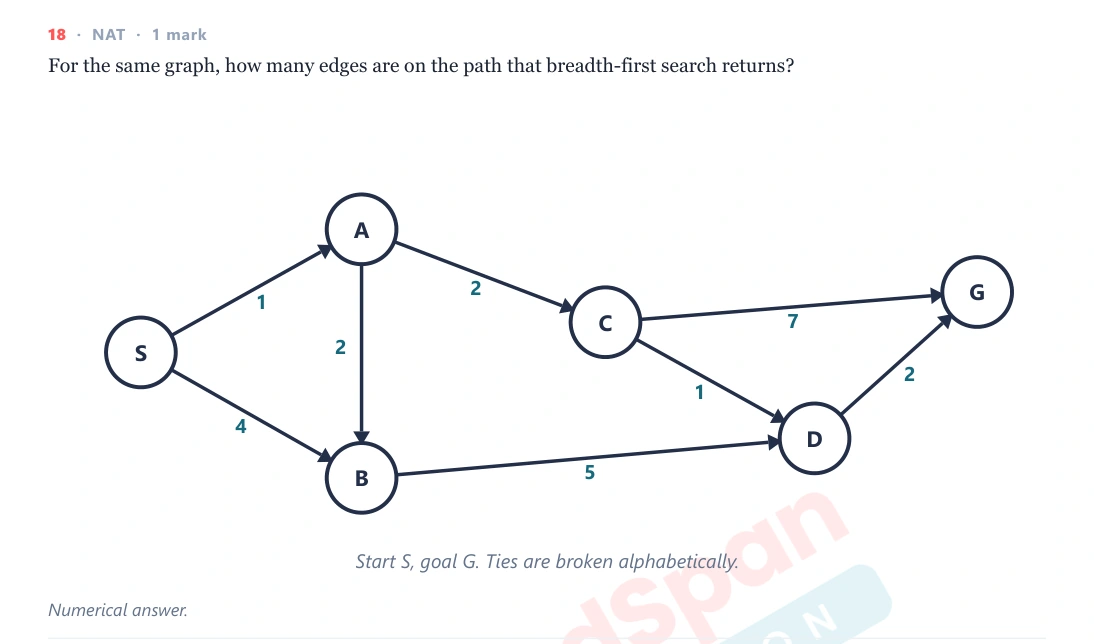 18 · NAT · 1 mark
For the same graph, how many edges are on the path that breadth-first search returns?
A
G
2
C
1
7
S
2
2
1
4
D
B
5
Start S, goal G. Ties are broken alphabetically.
Numerical answer.